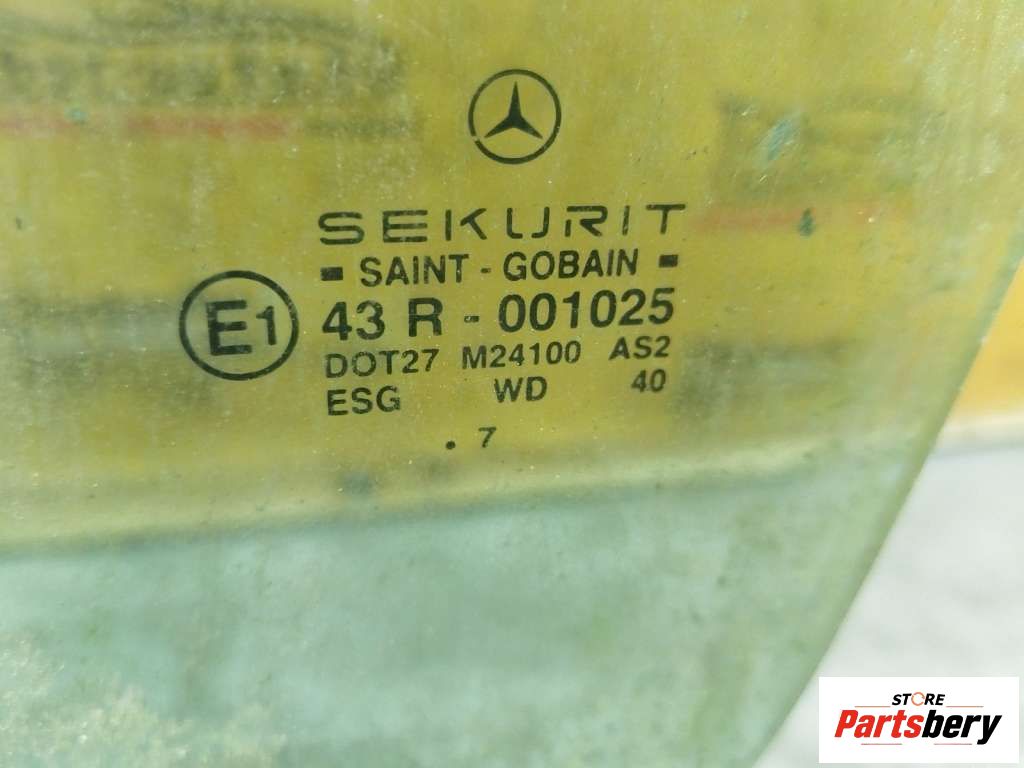 SEKURIT
SAINT - GOBAIN
E1 43 R - 001025
DOT27 M24100 AS2
ESG WD 40
. 7
STORE
Partsbery